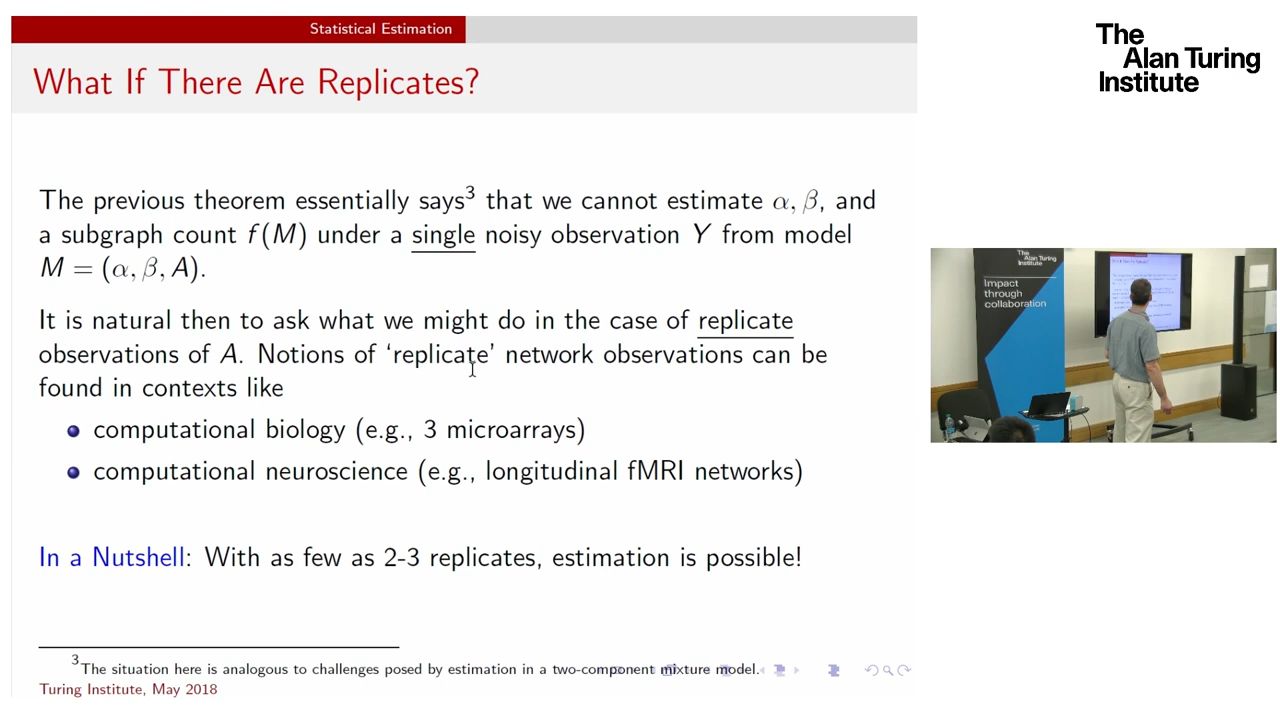 Statistical Estimation
What If There Are Replicates?
The previous theorem essentially says³ that we cannot estimate α, β, and
a subgraph count f(M) under a single noisy observation Y from model
M = (α, β, A).
It is natural then to ask what we might do in the case of replicate
observations of A. Notions of ‘replicate’ network observations can be
found in contexts like
computational biology (e.g., 3 microarrays)
computational neuroscience (e.g., longitudinal fMRI networks)
In a Nutshell: With as few as 2-3 replicates, estimation is possible!
³The situation here is analogous to challenges posed by estimation in a two-component mixture model.
Turing Institute, May 2018
The
Alan Turing
Institute
The
Alan Turing
Institute
Impact
through
collaboration